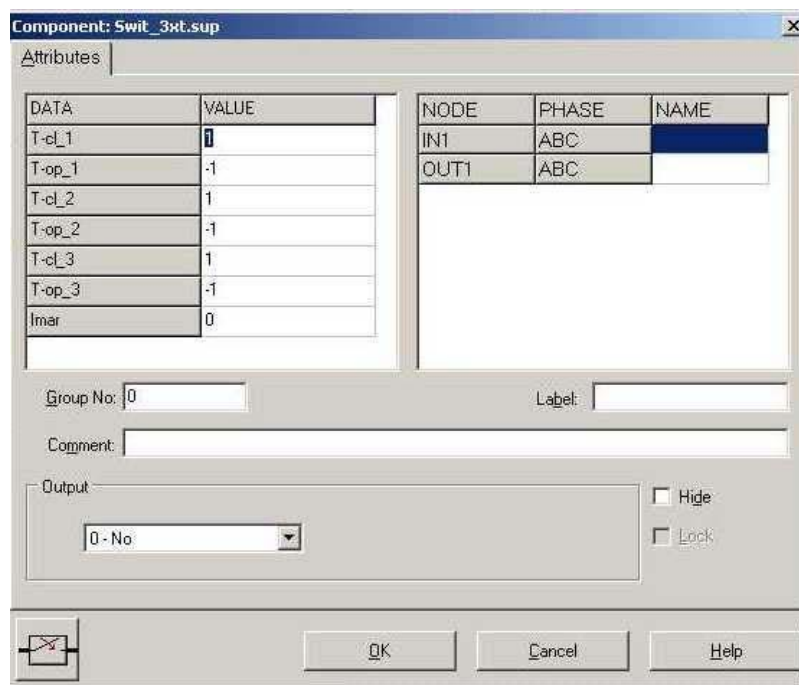 Component: Swit_3xt.sup
Attributes
DATA VALUE
T-cl_1 1
T-op_1 -1
T-cl_2 1
T-op_2 -1
T-cl_3 1
T-op_3 -1
Imar 0
NODE PHASE NAME
IN1 ABC
OUT1 ABC
Group No: 0
Label:
Comment:
Output
0 - No
Hide
Lock
OK
Cancel
Help